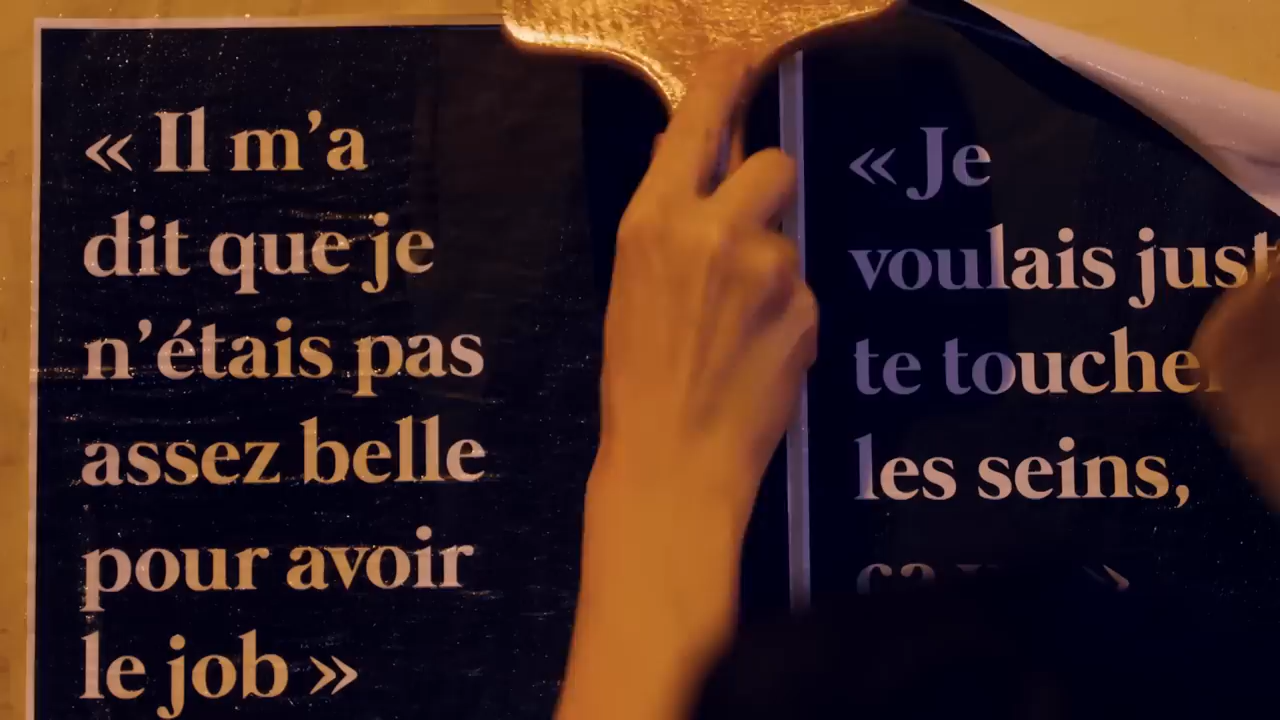 « Il m’a
dit que je
n’étais pas
assez belle
pour avoir
le job »
« Je
voulais just
te touche
les seins,
ça »